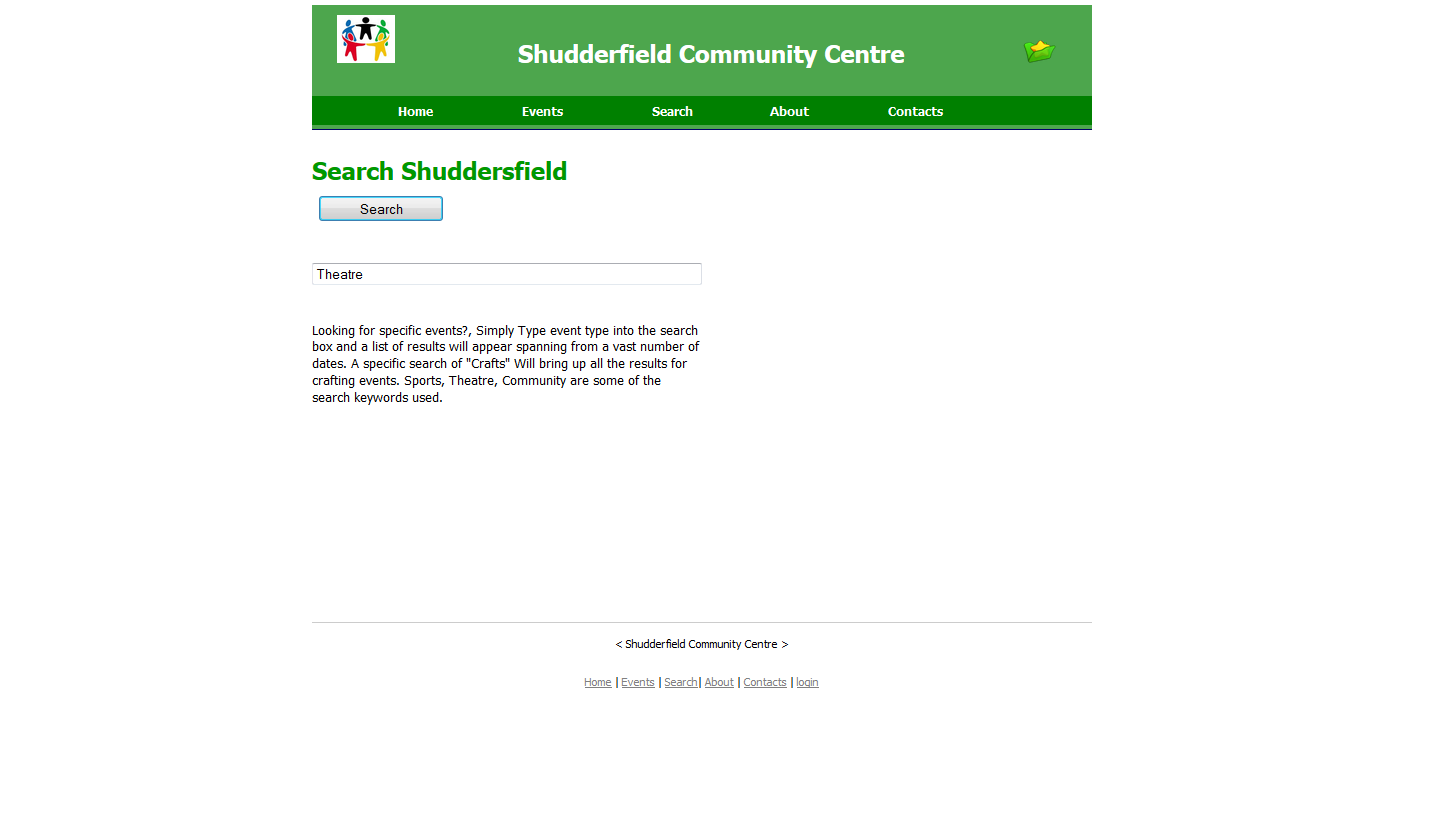 Shudderfield Community Centre
Home Events Search About Contacts
Search Shuddersfield
Search
Theatre
Looking for specific events?, Simply Type event type into the search
box and a list of results will appear spanning from a vast number of
dates. A specific search of "Crafts" Will bring up all the results for
crafting events. Sports, Theatre, Community are some of the
search keywords used.
< Shudderfield Community Centre >
Home | Events | Search | About | Contacts | login